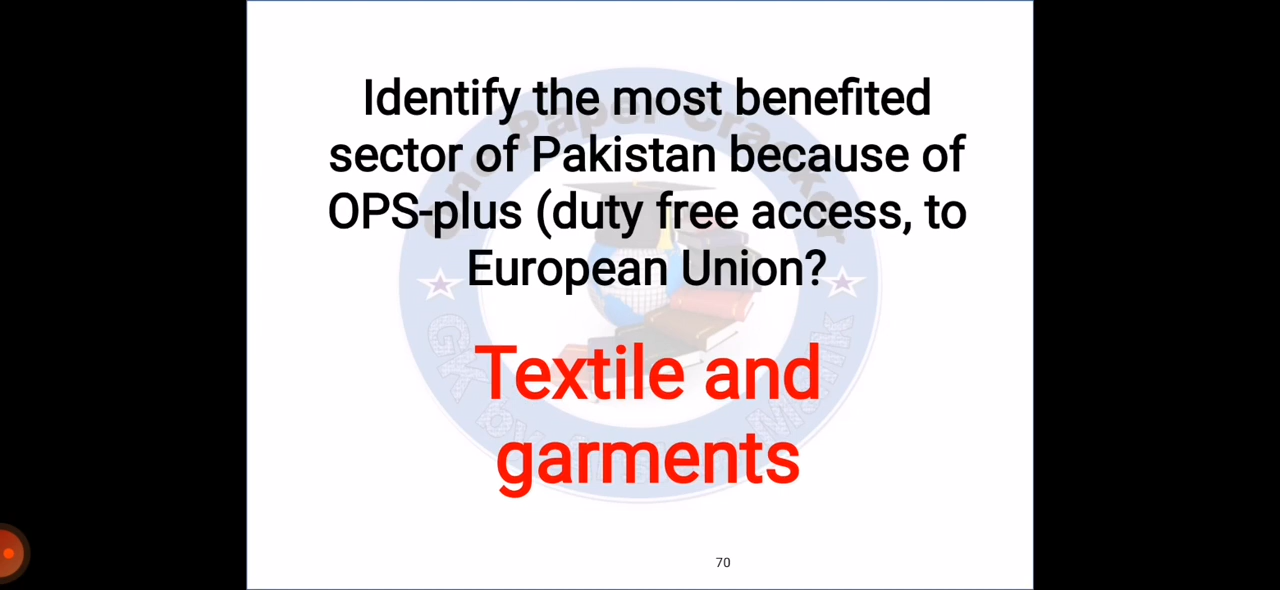 Identify the most benefited
sector of Pakistan because of
OPS-plus (duty free access, to
European Union?
Textile and
garments
70